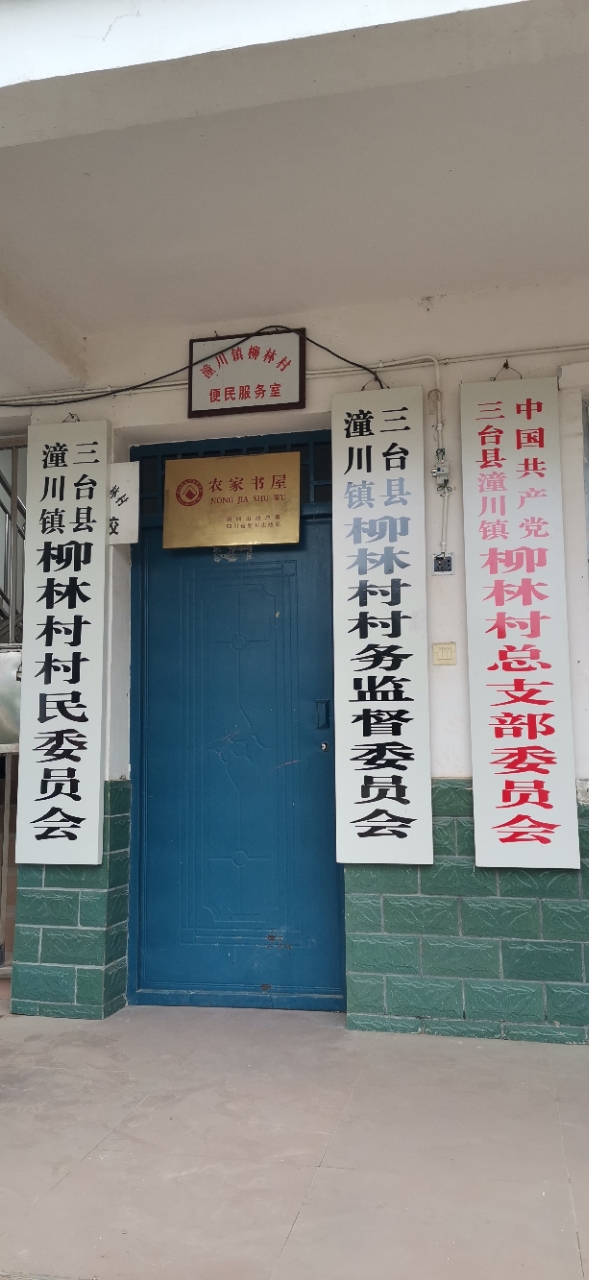 潼川镇柳林村
便民服务室
农家书屋
NONG JIA SHU WU
三台县
潼川镇
柳林村村民委员会
三台县
潼川镇
柳林村村务监督委员会
中国共产党
三台县潼川镇
柳林村总支部委员会
校